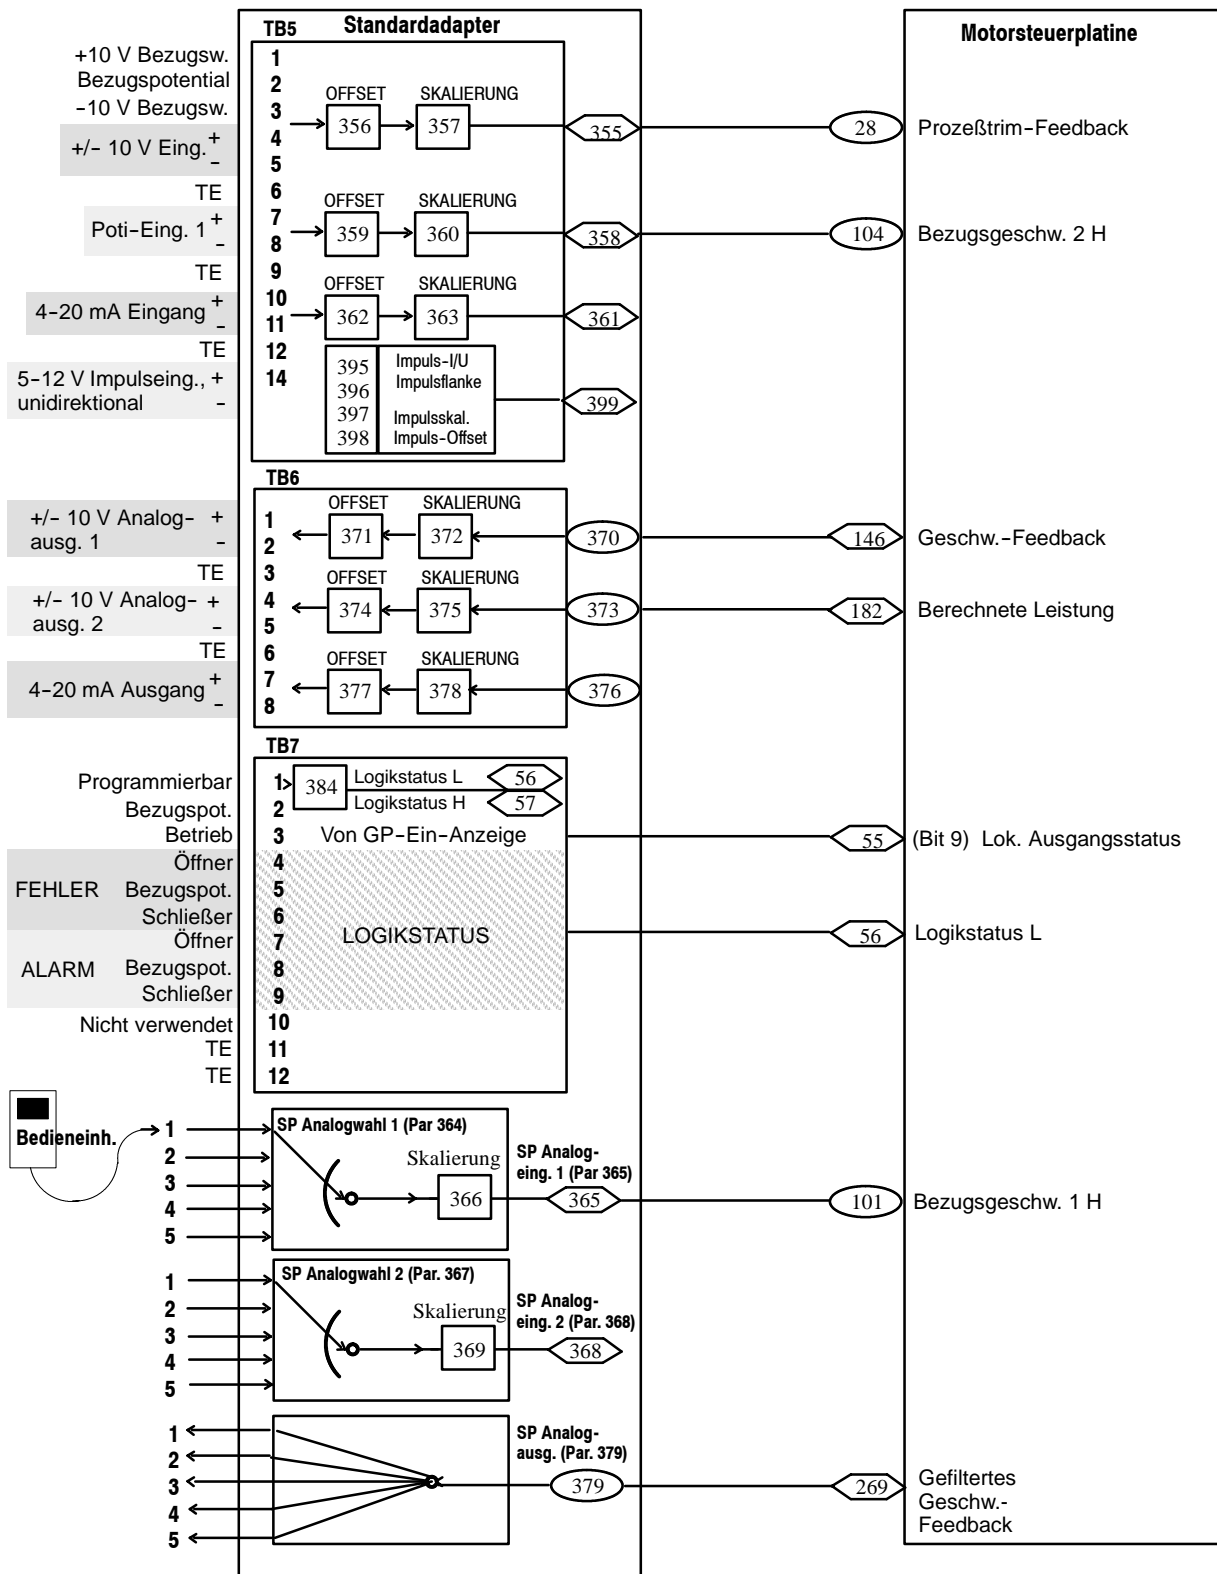 Standardadapter
Motorsteuerplatine
TB5
+10 V Bezugsw.
Bezugspotential
-10 V Bezugsw.
+/- 10 V Eing. +
-
TE
Poti-Eing. 1 +
-
TE
4-20 mA Eingang +
-
TE
5-12 V Impulseing., +
unidirektional -
1
2
3
4
5
6
7
8
9
10
11
12
14
OFFSET SKALIERUNG
356 357 355 28 Prozeßtrim-Feedback
OFFSET SKALIERUNG
359 360 358 104 Bezugsgeschw. 2 H
OFFSET SKALIERUNG
362 363 361
395 Impuls-I/U
396 Impulsflanke
397 Impulsskal.
398 Impuls-Offset
399
TB6
+/- 10 V Analog- +
ausg. 1 -
TE
+/- 10 V Analog- +
ausg. 2 -
TE
4-20 mA Ausgang +
-
1
2
3
4
5
6
7
8
OFFSET SKALIERUNG
371 372 370 146 Geschw.-Feedback
OFFSET SKALIERUNG
374 375 373 182 Berechnete Leistung
OFFSET SKALIERUNG
377 378 376
TB7
Programmierbar 1 384 Logikstatus L 56
Bezugspot. 2 Logikstatus H 57
Betrieb 3 Von GP-Ein-Anzeige 55 (Bit 9) Lok. Ausgangsstatus
Öffner 4
FEHLER Bezugspot. 5
Schließer 6
Öffner 7 LOGIKSTATUS 56 Logikstatus L
ALARM Bezugspot. 8
Schließer 9
Nicht verwendet 10
TE 11
TE 12
Bedieneinh.
1
2
3
4
5
SP Analogwahl 1 (Par 364)
Skalierung
366
SP Analog-
eing. 1 (Par 365)
365 101 Bezugsgeschw. 1 H
1
2
3
4
5
SP Analogwahl 2 (Par. 367)
Skalierung
369
SP Analog-
eing. 2 (Par. 368)
368
1
2
3
4
5
SP Analog-
ausg. (Par. 379)
379 269 Gefiltertes
Geschw.-
Feedback